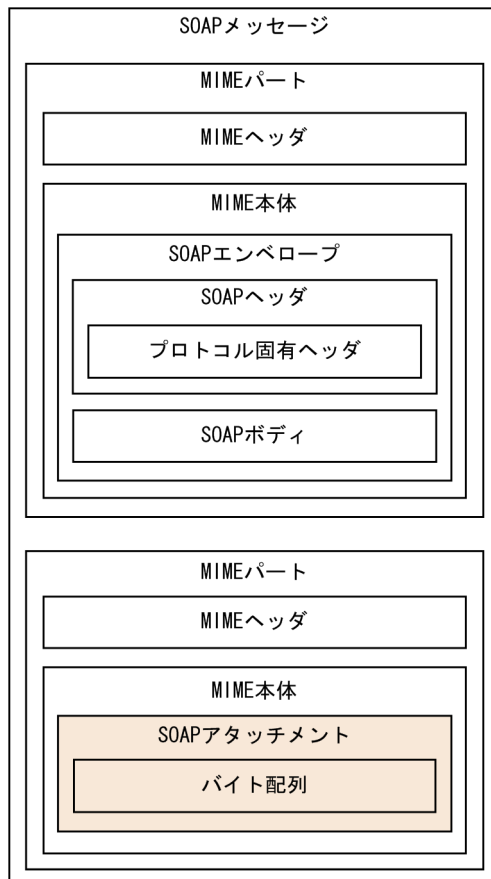 SOAPメッセージ
MIMEパート
MIMEヘッダ
MIME本体
SOAPエンベロープ
SOAPヘッダ
プロトコル固有ヘッダ
SOAPボディ
MIMEパート
MIMEヘッダ
MIME本体
SOAPアタッチメント
バイト配列